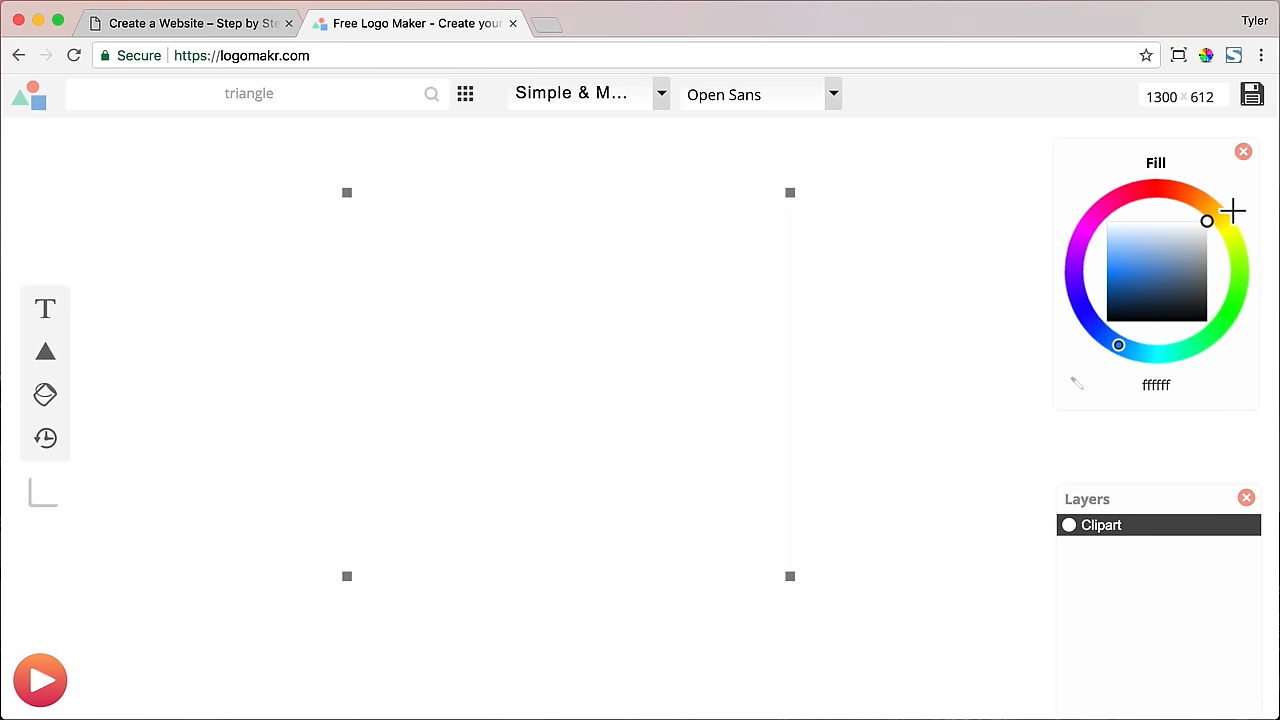 Create a Website – Step by Ste
Free Logo Maker - Create your
Tyler
Secure
https://logomakr.com
triangle
Simple & M...
Open Sans
1300 × 612
Fill
T
ffffff
Layers
Clipart